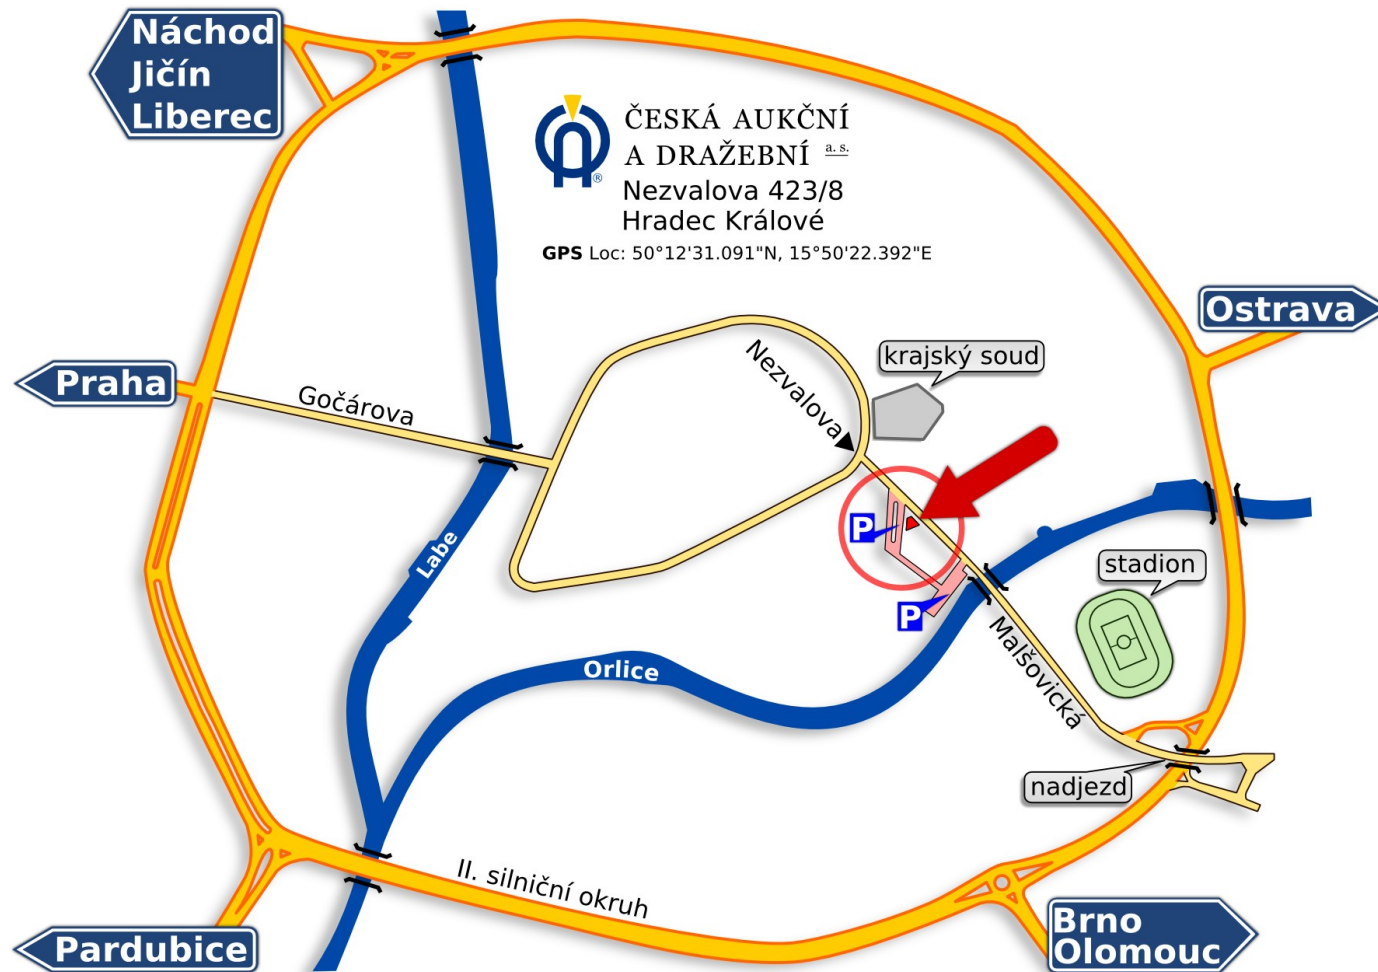 Náchod
Jičín
Liberec
ČESKÁ AUKČNÍ
A DRAŽEBNÍ a. s.
®
Nezvalova 423/8
Hradec Králové
GPS Loc: 50°12'31.091"N, 15°50'22.392"E
Ostrava
Praha
Gočárova
Nezvalova
krajský soud
P
Labe
stadion
P
Malšovická
Orlice
nadjezd
II. silniční okruh
Brno
Olomouc
Pardubice